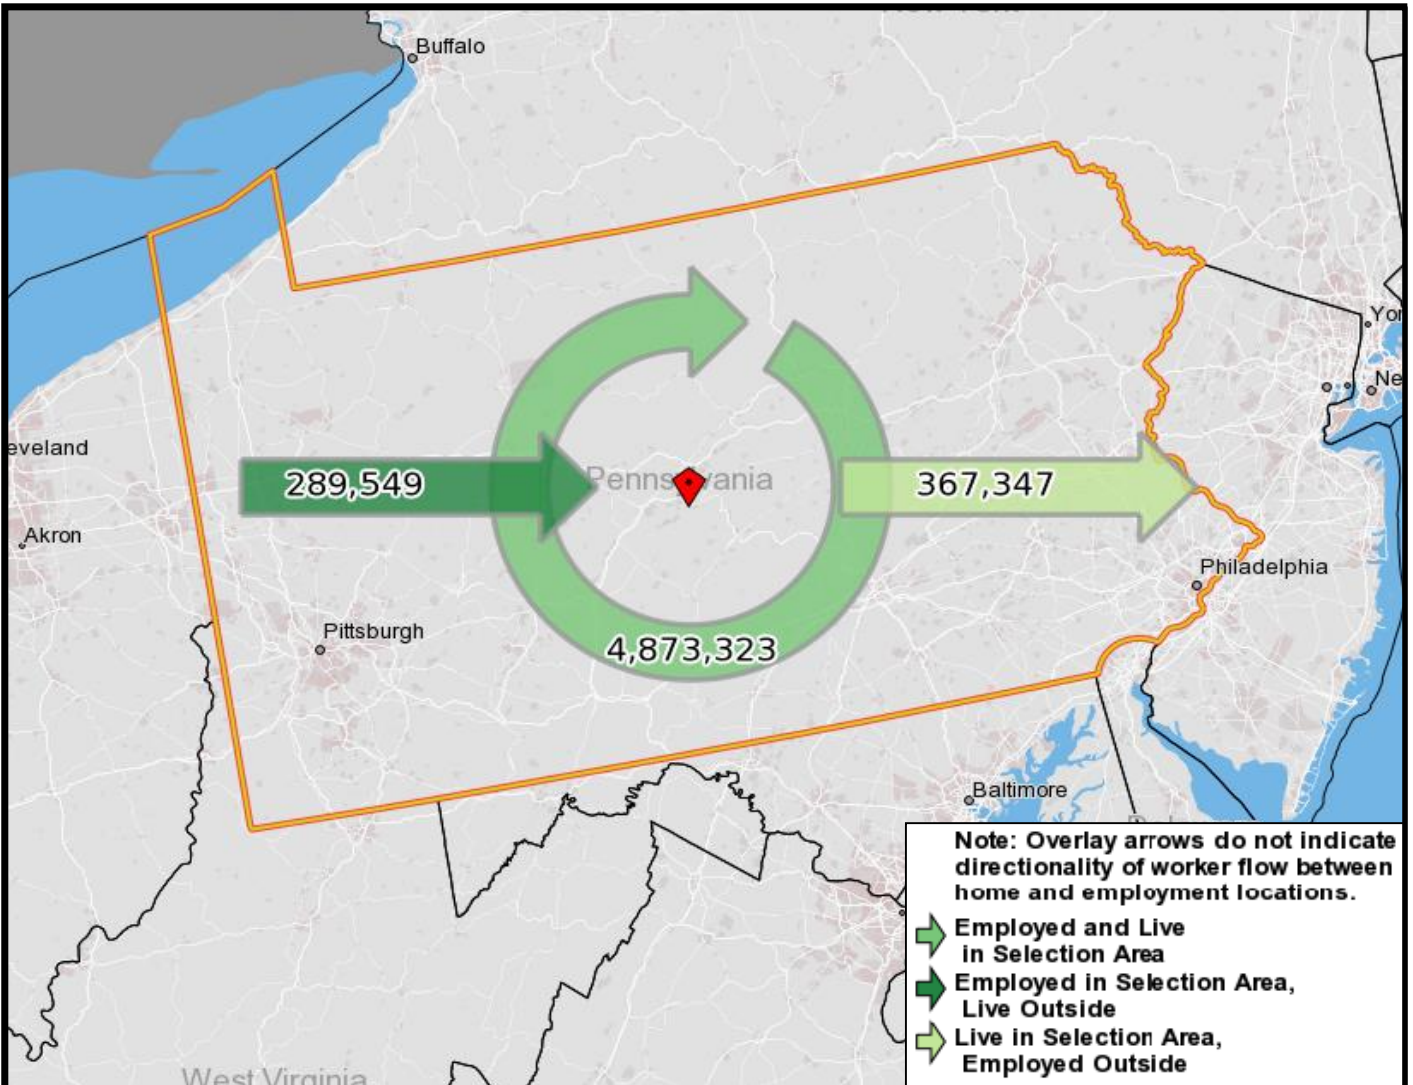 Buffalo
Yor
Ne
eveland
289,549
Pennsylvania
367,347
Akron
Philadelphia
Pittsburgh
4,873,323
Baltimore
Note: Overlay arrows do not indicate
directionality of worker flow between
home and employment locations.
Employed and Live
in Selection Area
Employed in Selection Area,
Live Outside
Live in Selection Area,
Employed Outside
West Virginia